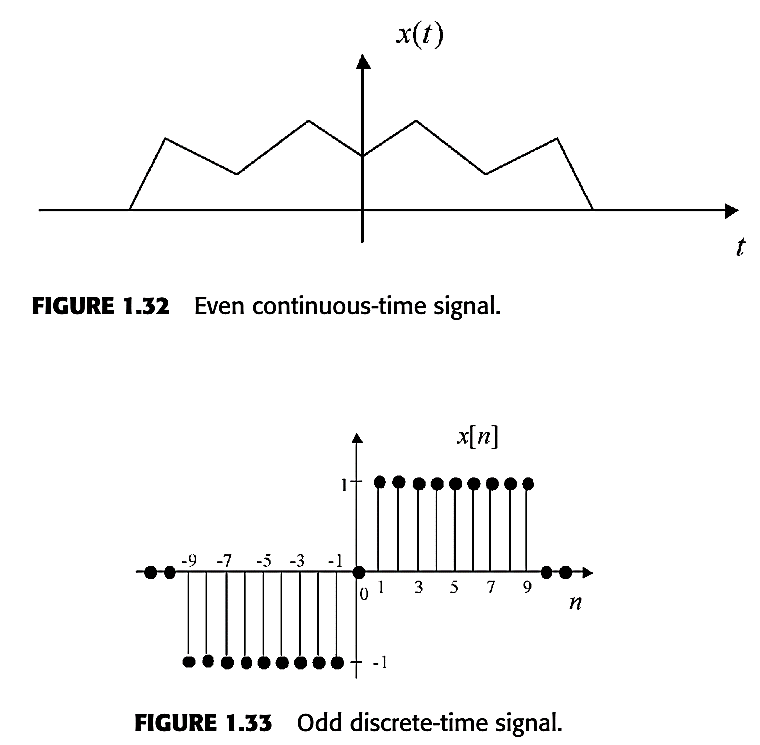 x(t)
t
FIGURE 1.32 Even continuous-time signal.
x[n]
1
-9 -7 -5 -3 -1
0 1 3 5 7 9
n
-1
FIGURE 1.33 Odd discrete-time signal.